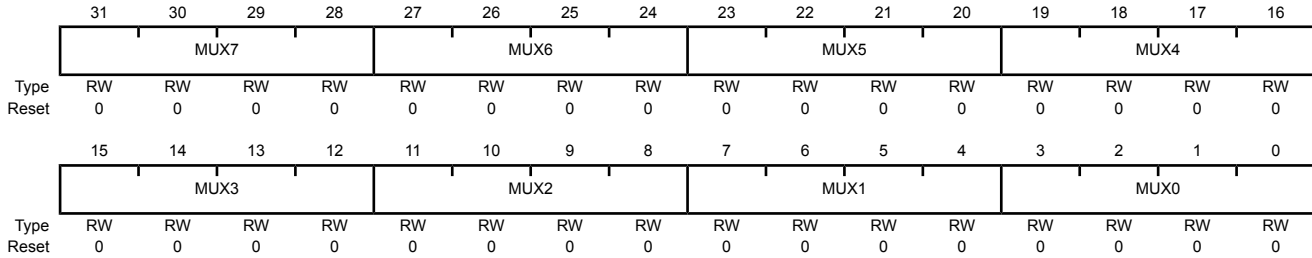 31 30 29 28 27 26 25 24 23 22 21 20 19 18 17 16
MUX7 MUX6 MUX5 MUX4
Type RW RW RW RW RW RW RW RW RW RW RW RW RW RW RW RW
Reset 0 0 0 0 0 0 0 0 0 0 0 0 0 0 0 0
15 14 13 12 11 10 9 8 7 6 5 4 3 2 1 0
MUX3 MUX2 MUX1 MUX0
Type RW RW RW RW RW RW RW RW RW RW RW RW RW RW RW RW
Reset 0 0 0 0 0 0 0 0 0 0 0 0 0 0 0 0